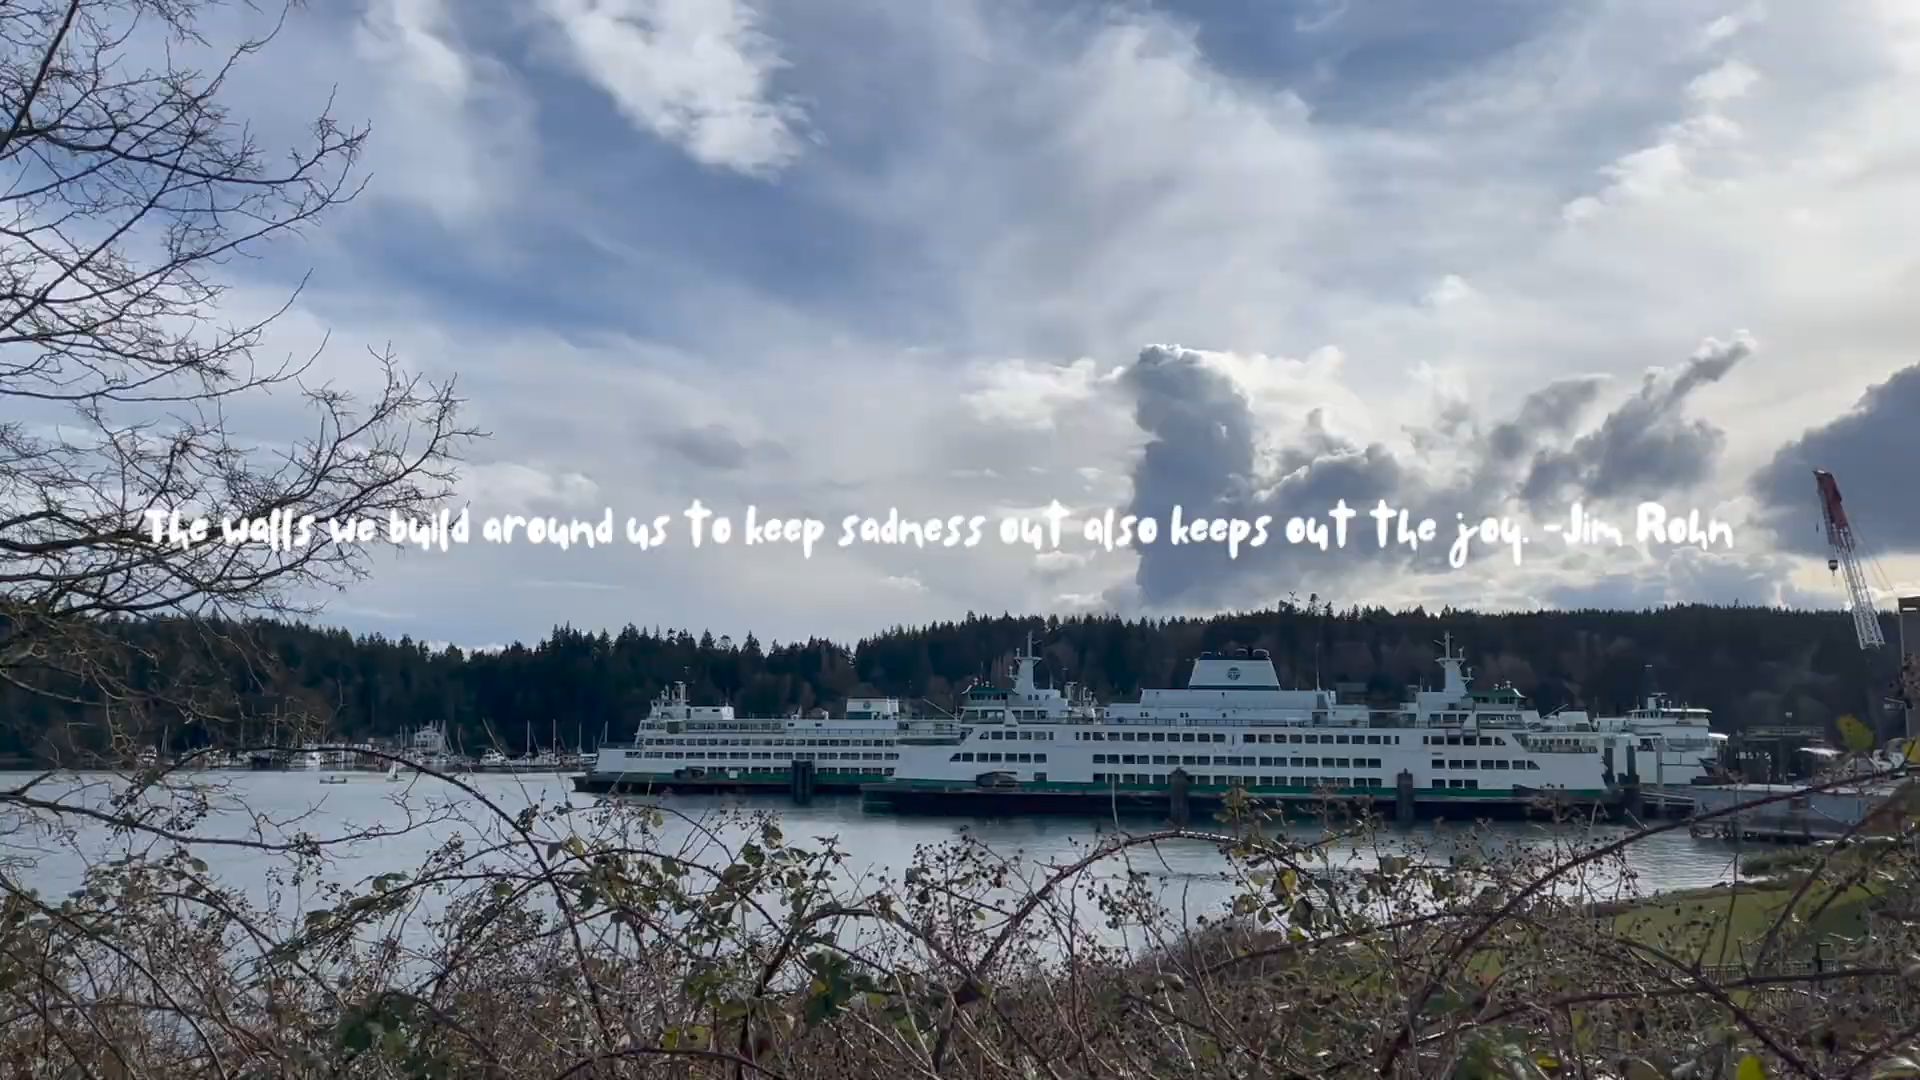 The walls we build around us to keep sadness out also keeps out the joy. -Jim Rohn